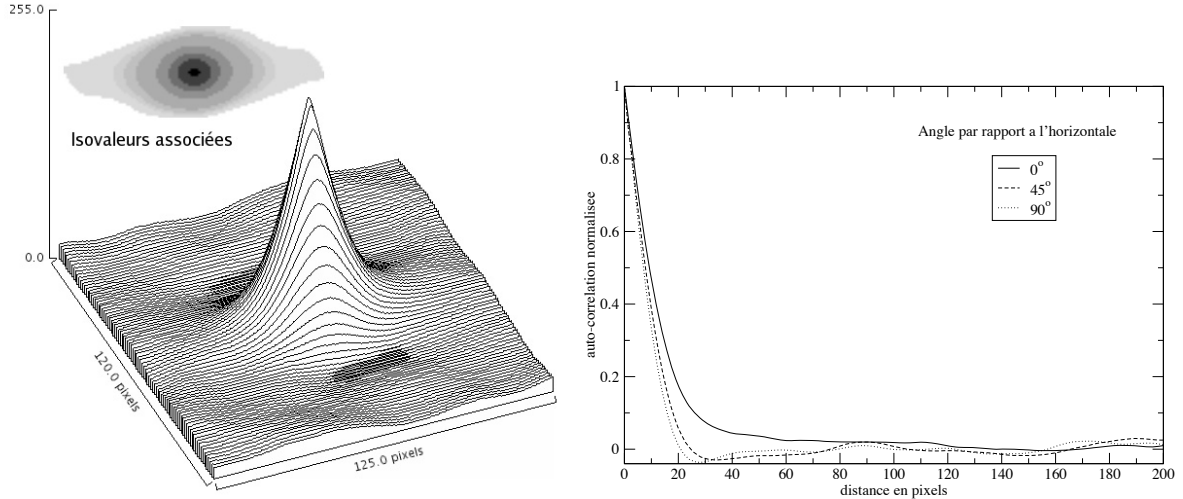 255.0
Isovaleurs associées
0.0
120.0 pixels
125.0 pixels
1
0.8
0.6
0.4
0.2
0
auto-correlation normalisee
Angle par rapport a l'horizontale
0°
45°
90°
0 20 40 60 80 100 120 140 160 180 200
distance en pixels